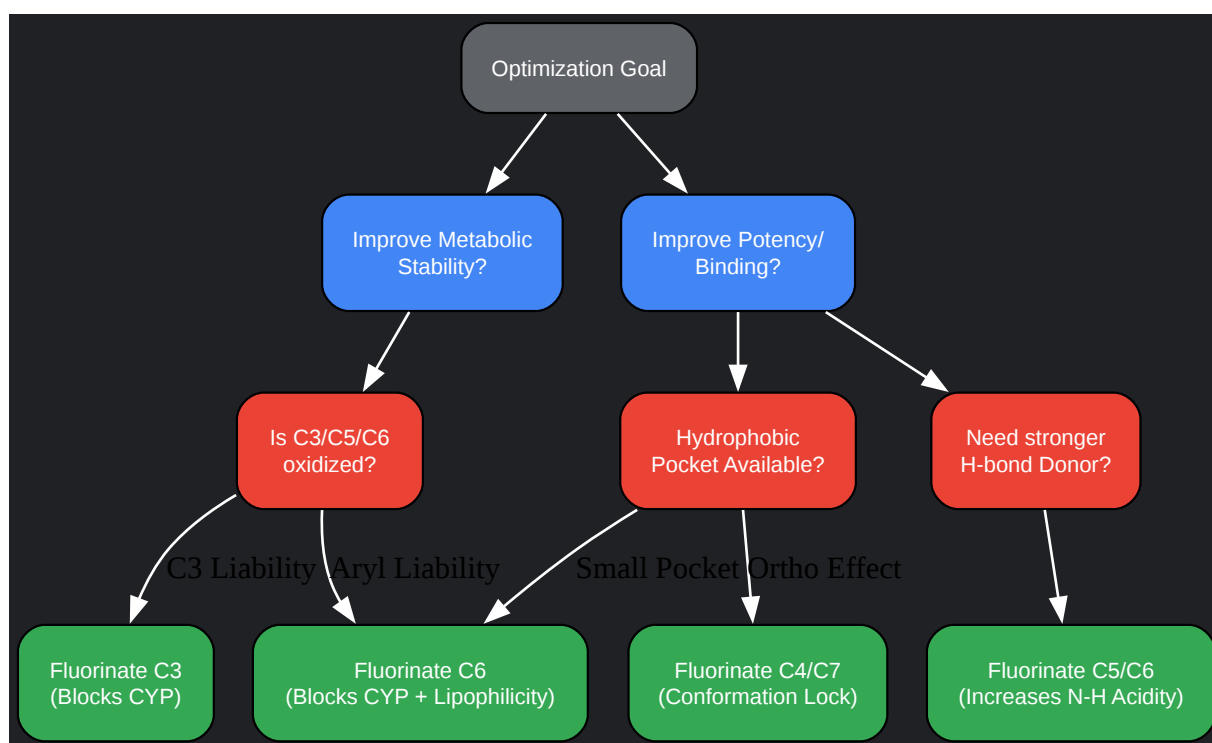 Optimization Goal
Improve Metabolic
Stability?
Improve Potency/
Binding?
Is C3/C5/C6
oxidized?
Hydrophobic
Pocket Available?
Need stronger
H-bond Donor?
C3 Liability
Aryl Liability
Small Pocket
Ortho Effect
Fluorinate C3
(Blocks CYP)
Fluorinate C6
(Blocks CYP + Lipophilicity)
Fluorinate C4/C7
(Conformation Lock)
Fluorinate C5/C6
(Increases N-H Acidity)